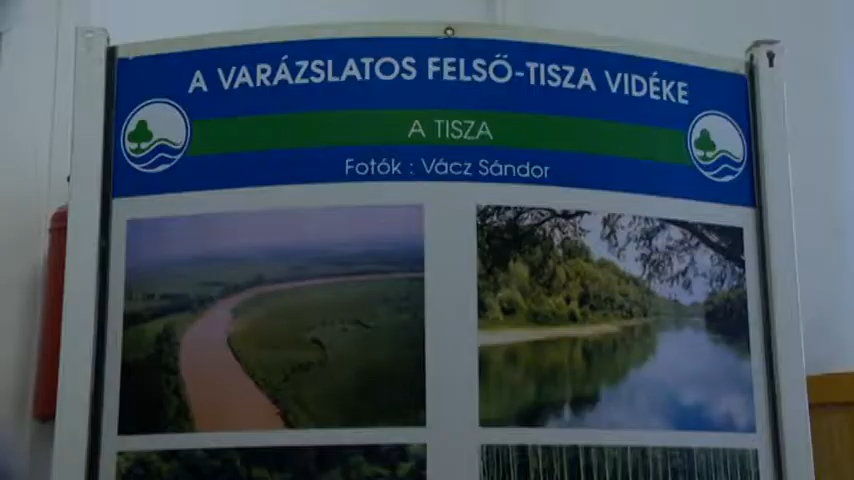 A VARÁZSLATOS FELSŐ-TISZA VIDÉKE
A TISZA
Fotók : Vácz Sándor